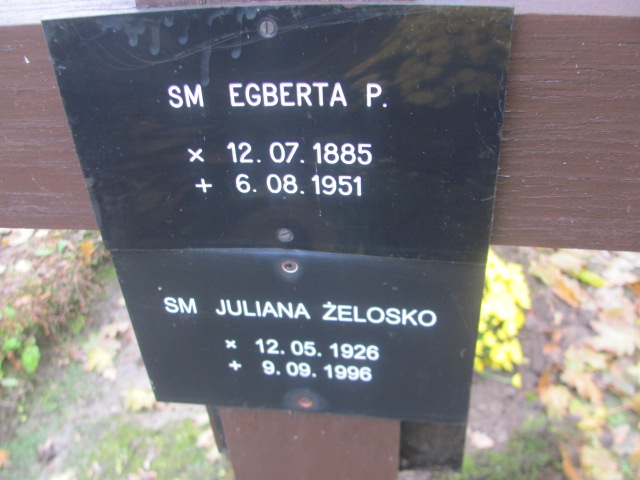 SM EGBERTA P.
× 12.07.1885
+ 6.08.1951
SM JULIANA ŻELOSKO
× 12.05.1926
+ 9.09.1996